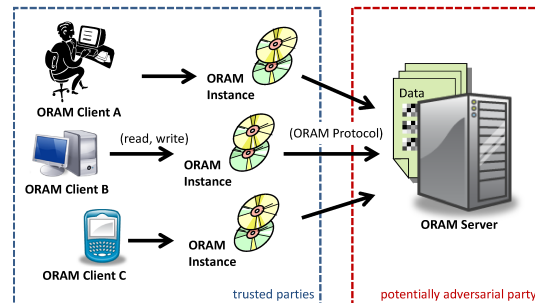 ORAM
Instance
ORAM Client A
Data
(read, write)
(ORAM Protocol)
ORAM
Instance
ORAM Client B
ORAM Server
ORAM
Instance
ORAM Client C
trusted parties
potentially adversarial party